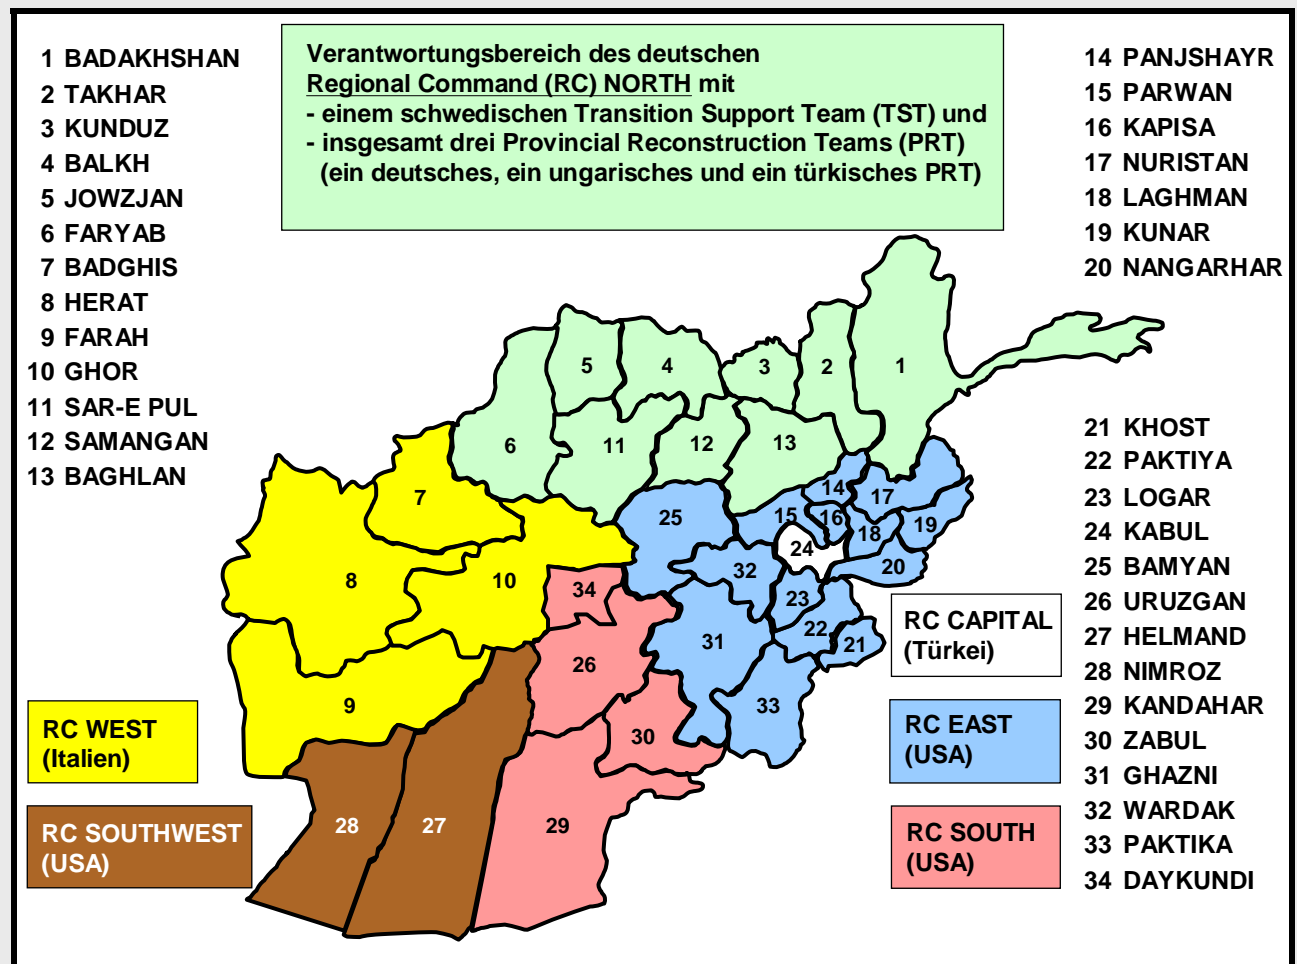 1 BADAKHSHAN
2 TAKHAR
3 KUNDUZ
4 BALKH
5 JOWZJAN
6 FARYAB
7 BADGHIS
8 HERAT
9 FARAH
10 GHOR
11 SAR-E PUL
12 SAMANGAN
13 BAGHLAN
Verantwortungsbereich des deutschen
Regional Command (RC) NORTH mit
- einem schwedischen Transition Support Team (TST) und
- insgesamt drei Provincial Reconstruction Teams (PRT)
(ein deutsches, ein ungarisches und ein türkisches PRT)
14 PANJSHAYR
15 PARWAN
16 KAPISA
17 NURISTAN
18 LAGHMAN
19 KUNAR
20 NANGARHAR
21 KHOST
22 PAKTIYA
23 LOGAR
24 KABUL
25 BAMYAN
26 URUZGAN
27 HELMAND
28 NIMROZ
29 KANDAHAR
30 ZABUL
31 GHAZNI
32 WARDAK
33 PAKTIKA
34 DAYKUNDI
1
2
3
4
5
6
11
12
13
7
8
10
9
25
14
15
16
17
18
19
20
24
32
23
22
21
31
33
34
26
30
29
28
27
RC WEST
(Italien)
RC SOUTHWEST
(USA)
RC CAPITAL
(Türkei)
RC EAST
(USA)
RC SOUTH
(USA)